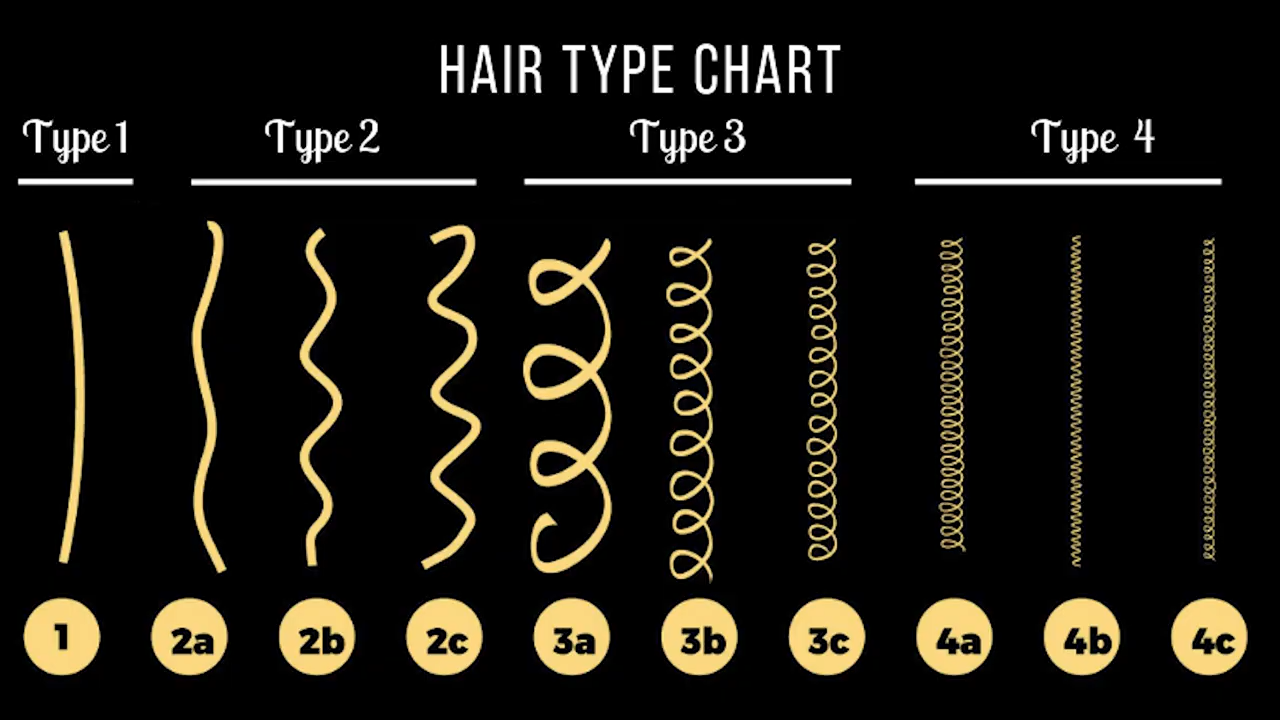 HAIR TYPE CHART
Type 1 Type 2 Type 3 Type 4
1 2a 2b 2c 3a 3b 3c 4a 4b 4c